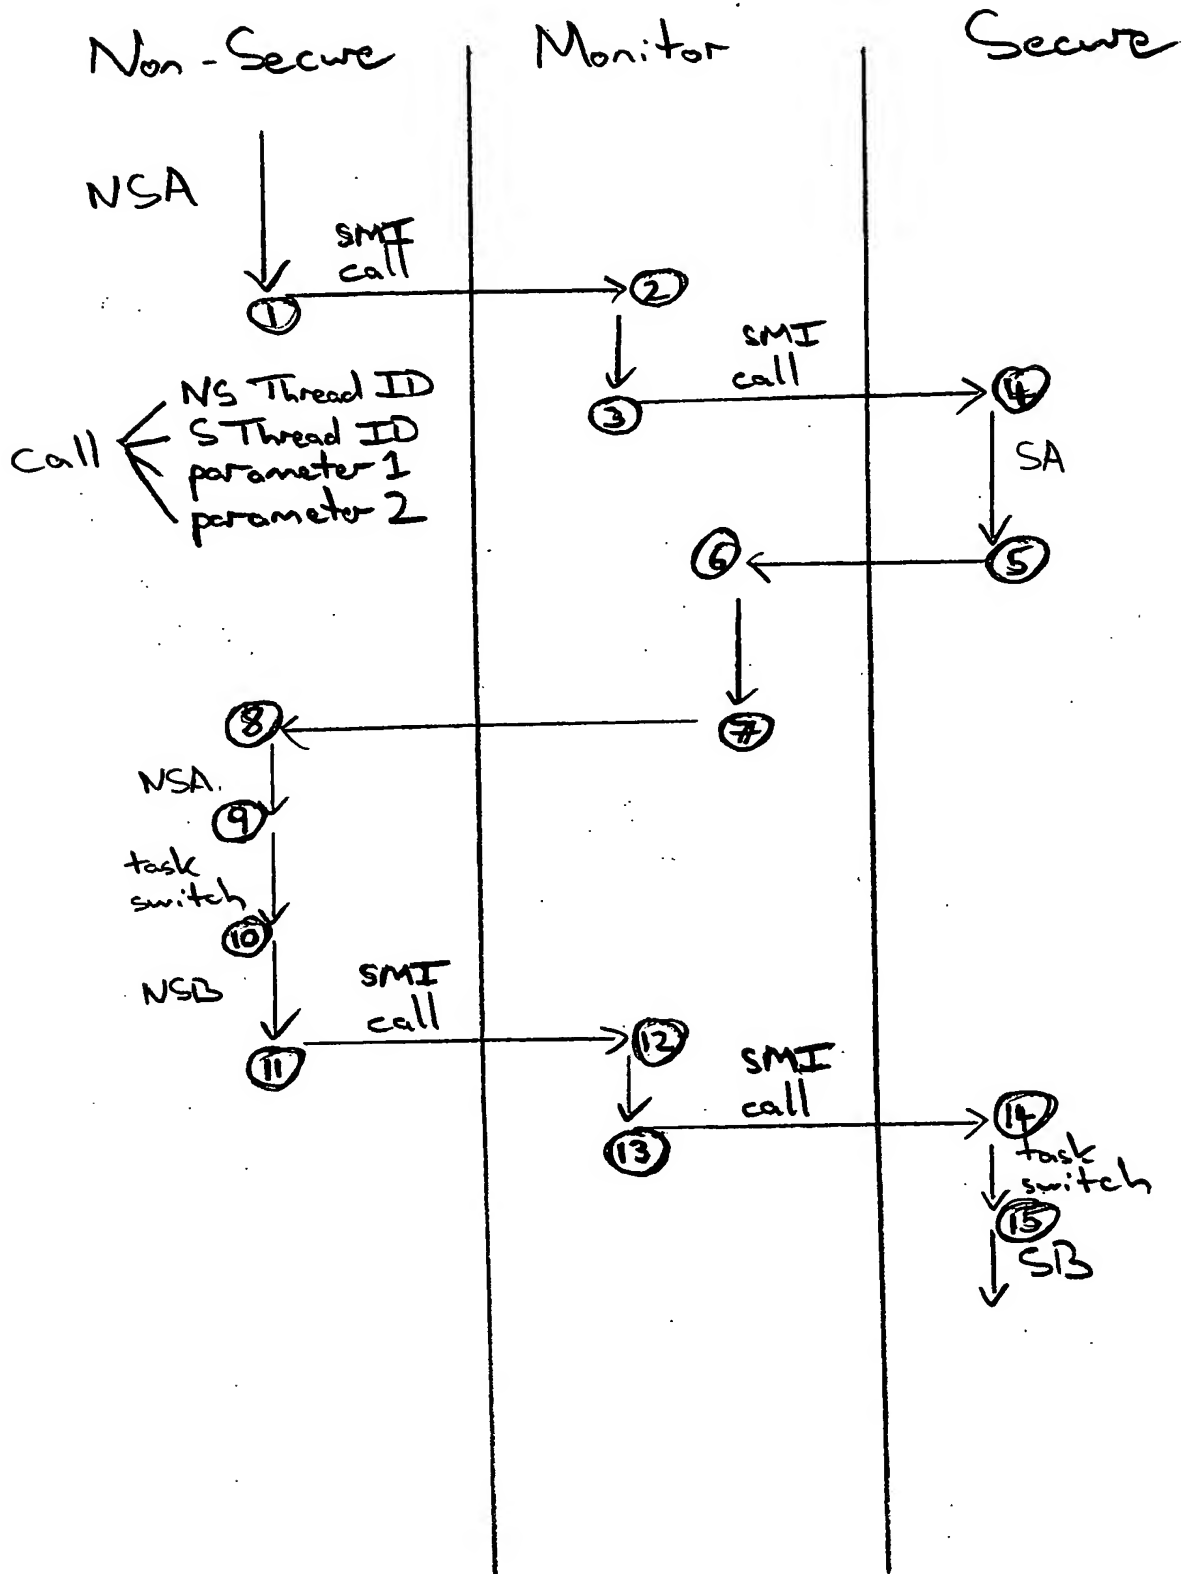 Non-Secure
Monitor
Secure
NSA
SMI
call
1
2
SMI
call
3
4
call
NS Thread ID
S Thread ID
parameter 1
parameter 2
SA
5
6
7
8
NSA.
9
task
switch
10
NSB
SMI
call
11
12
SMI
call
13
14
task
switch
15
SB